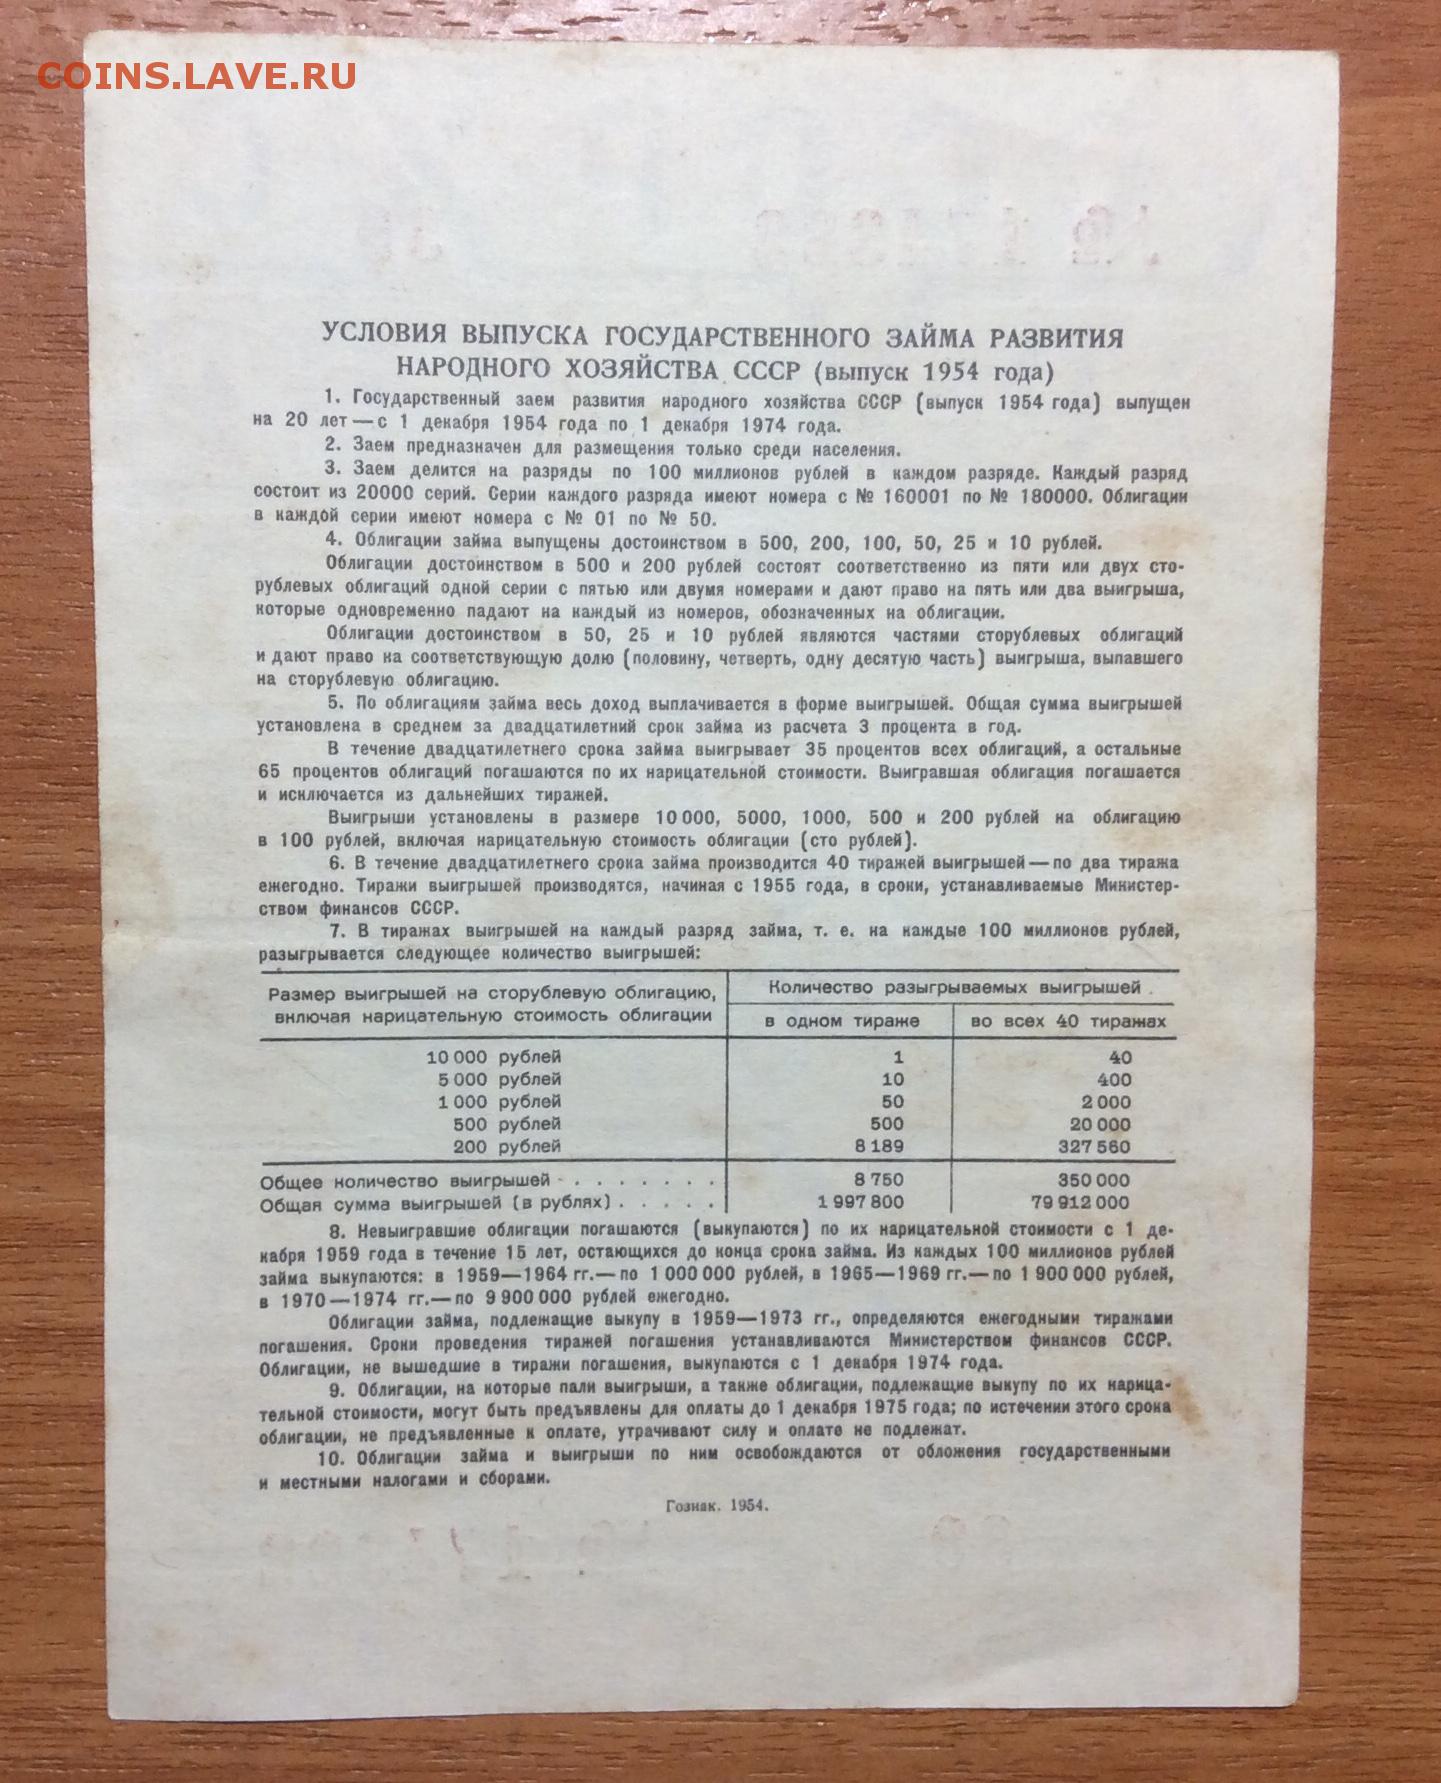 COINS.LAVE.RU
УСЛОВИЯ ВЫПУСКА ГОСУДАРСТВЕННОГО ЗАЙМА РАЗВИТИЯ
НАРОДНОГО ХОЗЯЙСТВА СССР (выпуск 1954 года)
1. Государственный заем развития народного хозяйства СССР (выпуск 1954 года) выпущен
на 20 лет — с 1 декабря 1954 года по 1 декабря 1974 года.
2. Заем предназначен для размещения только среди населения.
3. Заем делится на разряды по 100 миллионов рублей в каждом разряде. Каждый разряд
состоит из 20000 серий. Серии каждого разряда имеют номера с № 160001 по № 180000. Облигации
в каждой серии имеют номера с № 01 по № 50.
4. Облигации займа выпущены достоинством в 500, 200, 100, 50, 25 и 10 рублей.
Облигации достоинством в 500 и 200 рублей состоят соответственно из пяти или двух сто-
рублевых облигаций одной серии с пятью или двумя номерами и дают право на пять или два выигрыша,
которые одновременно падают на каждый из номеров, обозначенных на облигации.
Облигации достоинством в 50, 25 и 10 рублей являются частями сторублевых облигаций
и дают право на соответствующую долю (половину, четверть, одну десятую часть) выигрыша, выпавшего
на сторублевую облигацию.
5. По облигациям займа весь доход выплачивается в форме выигрышей. Общая сумма выигрышей
установлена в среднем за двадцатилетний срок займа из расчета 3 процента в год.
В течение двадцатилетнего срока займа выигрывает 35 процентов всех облигаций, а остальные
65 процентов облигаций погашаются по их нарицательной стоимости. Выигравшая облигация погашается
и исключается из дальнейших тиражей.
Выигрыши установлены в размере 10 000, 5000, 1000, 500 и 200 рублей на облигацию
в 100 рублей, включая нарицательную стоимость облигации (сто рублей).
6. В течение двадцатилетнего срока займа производится 40 тиражей выигрышей — по два тиража
ежегодно. Тиражи выигрышей производятся, начиная с 1955 года, в сроки, устанавливаемые Министер-
ством финансов СССР.
7. В тиражах выигрышей на каждый разряд займа, т. е. на каждые 100 миллионов рублей,
разыгрывается следующее количество выигрышей:
Размер выигрышей на сторублевую облигацию, включая нарицательную стоимость облигации
Количество разыгрываемых выигрышей
в одном тираже во всех 40 тиражах
10 000 рублей 1 40
5 000 рублей 10 400
1 000 рублей 50 2 000
500 рублей 500 20 000
200 рублей 8 189 327 560
Общее количество выигрышей . . . . . . . . 8 750 350 000
Общая сумма выигрышей (в рублях) . . . . . 1 997 800 79 912 000
8. Невыигравшие облигации погашаются (выкупаются) по их нарицательной стоимости с 1 де-
кабря 1959 года в течение 15 лет, остающихся до конца срока займа. Из каждых 100 миллионов рублей
займа выкупаются: в 1959—1964 гг.—по 1 000 000 рублей, в 1965—1969 гг.—по 1 900 000 рублей,
в 1970—1974 гг.—по 9 900 000 рублей ежегодно.
Облигации займа, подлежащие выкупу в 1959—1973 гг., определяются ежегодными тиражами
погашения. Сроки проведения тиражей погашения устанавливаются Министерством финансов СССР.
Облигации, не вышедшие в тиражи погашения, выкупаются с 1 декабря 1974 года.
9. Облигации, на которые пали выигрыши, а также облигации, подлежащие выкупу по их нарица-
тельной стоимости, могут быть предъявлены для оплаты до 1 декабря 1975 года; по истечении этого срока
облигации, не предъявленные к оплате, утрачивают силу и оплате не подлежат.
10. Облигации займа и выигрыши по ним освобождаются от обложения государственными
и местными налогами и сборами.
Гознак. 1954.